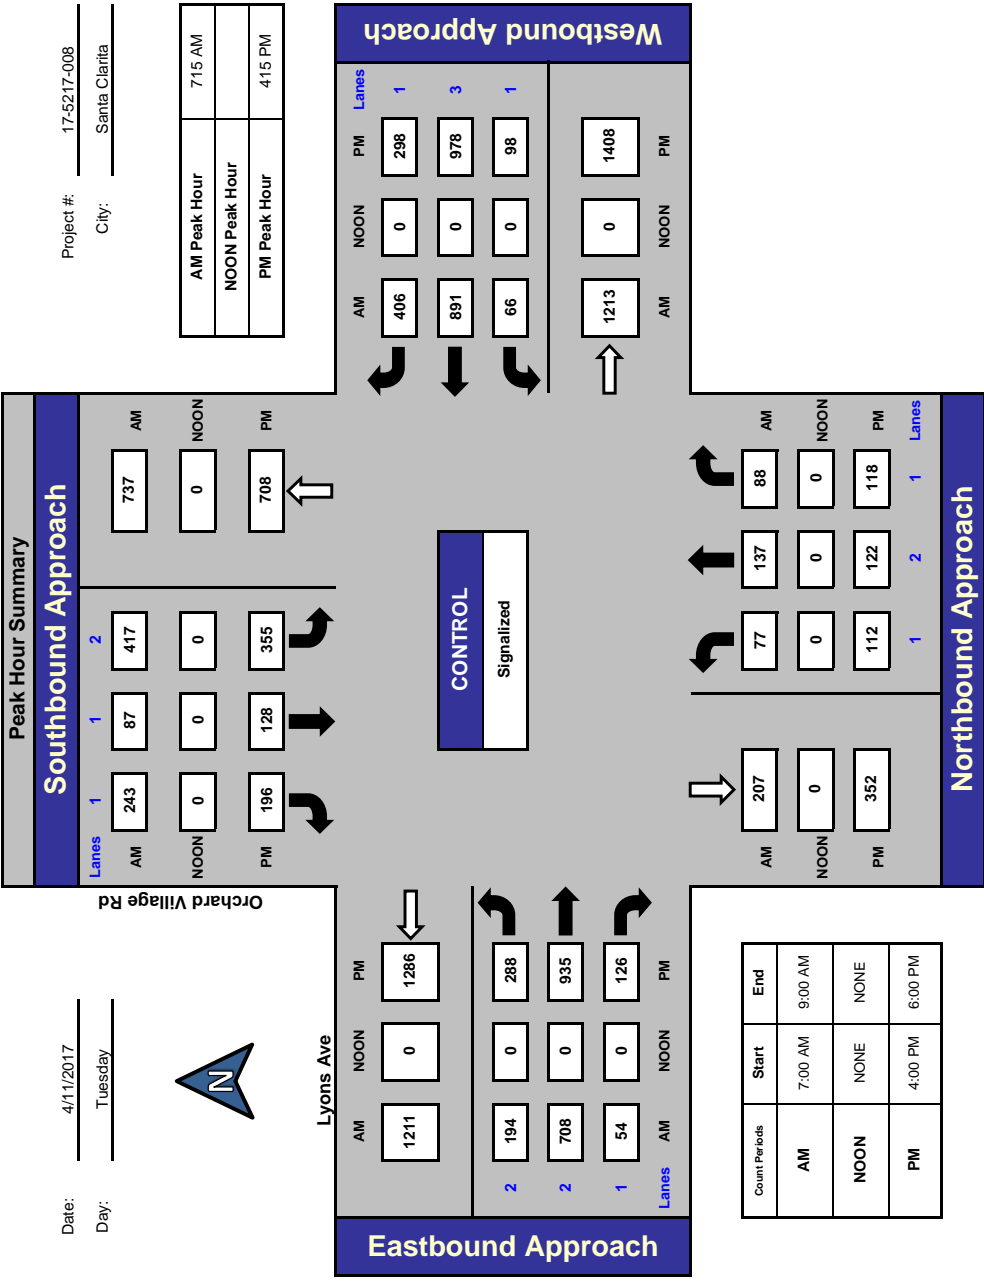 Peak Hour Summary
Project #: 17-5217-008
City: Santa Clarita
Date: 4/11/2017
Day: Tuesday
AM Peak Hour 715 AM
NOON Peak Hour
PM Peak Hour 415 PM
N
Orchard Village Rd
Lyons Ave
Southbound Approach
Lanes 1 1 2
AM 243 87 417 737 AM
NOON 0 0 0 0 NOON
PM 196 128 355 708 PM
Westbound Approach
AM NOON PM Lanes
406 0 298 1
891 0 978 3
66 0 98 1
1213 0 1408
AM NOON PM
CONTROL
Signalized
Eastbound Approach
AM NOON PM
1211 0 1286
2 194 0 288
2 708 0 935
1 54 0 126
Lanes AM NOON PM
AM 207 77 137 88 AM
NOON 0 0 0 0 NOON
PM 352 112 122 118 PM
1 2 1 Lanes
Northbound Approach
Count Periods Start End
AM 7:00 AM 9:00 AM
NOON NONE NONE
PM 4:00 PM 6:00 PM